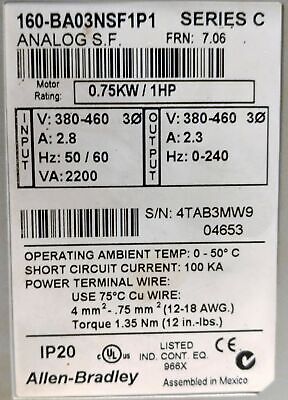 160-BA03NSF1P1 SERIES C
ANALOG S.F. FRN: 7.06
Motor Rating: 0.75KW / 1HP
INPUT
V: 380-460 3Ø
A: 2.8
Hz: 50 / 60
VA: 2200
OUTPUT
V: 380-460 3Ø
A: 2.3
Hz: 0-240
S/N: 4TAB3MW9
04653
OPERATING AMBIENT TEMP: 0 - 50° C
SHORT CIRCUIT CURRENT: 100 KA
POWER TERMINAL WIRE:
USE 75°C Cu WIRE.
4 mm² - .75 mm² (12-18 AWG.)
Torque 1.35 Nm (12 in.-lbs.)
IP20
C UL US
LISTED
IND. CONT. EQ.
966X
CE
Allen-Bradley
Assembled in Mexico